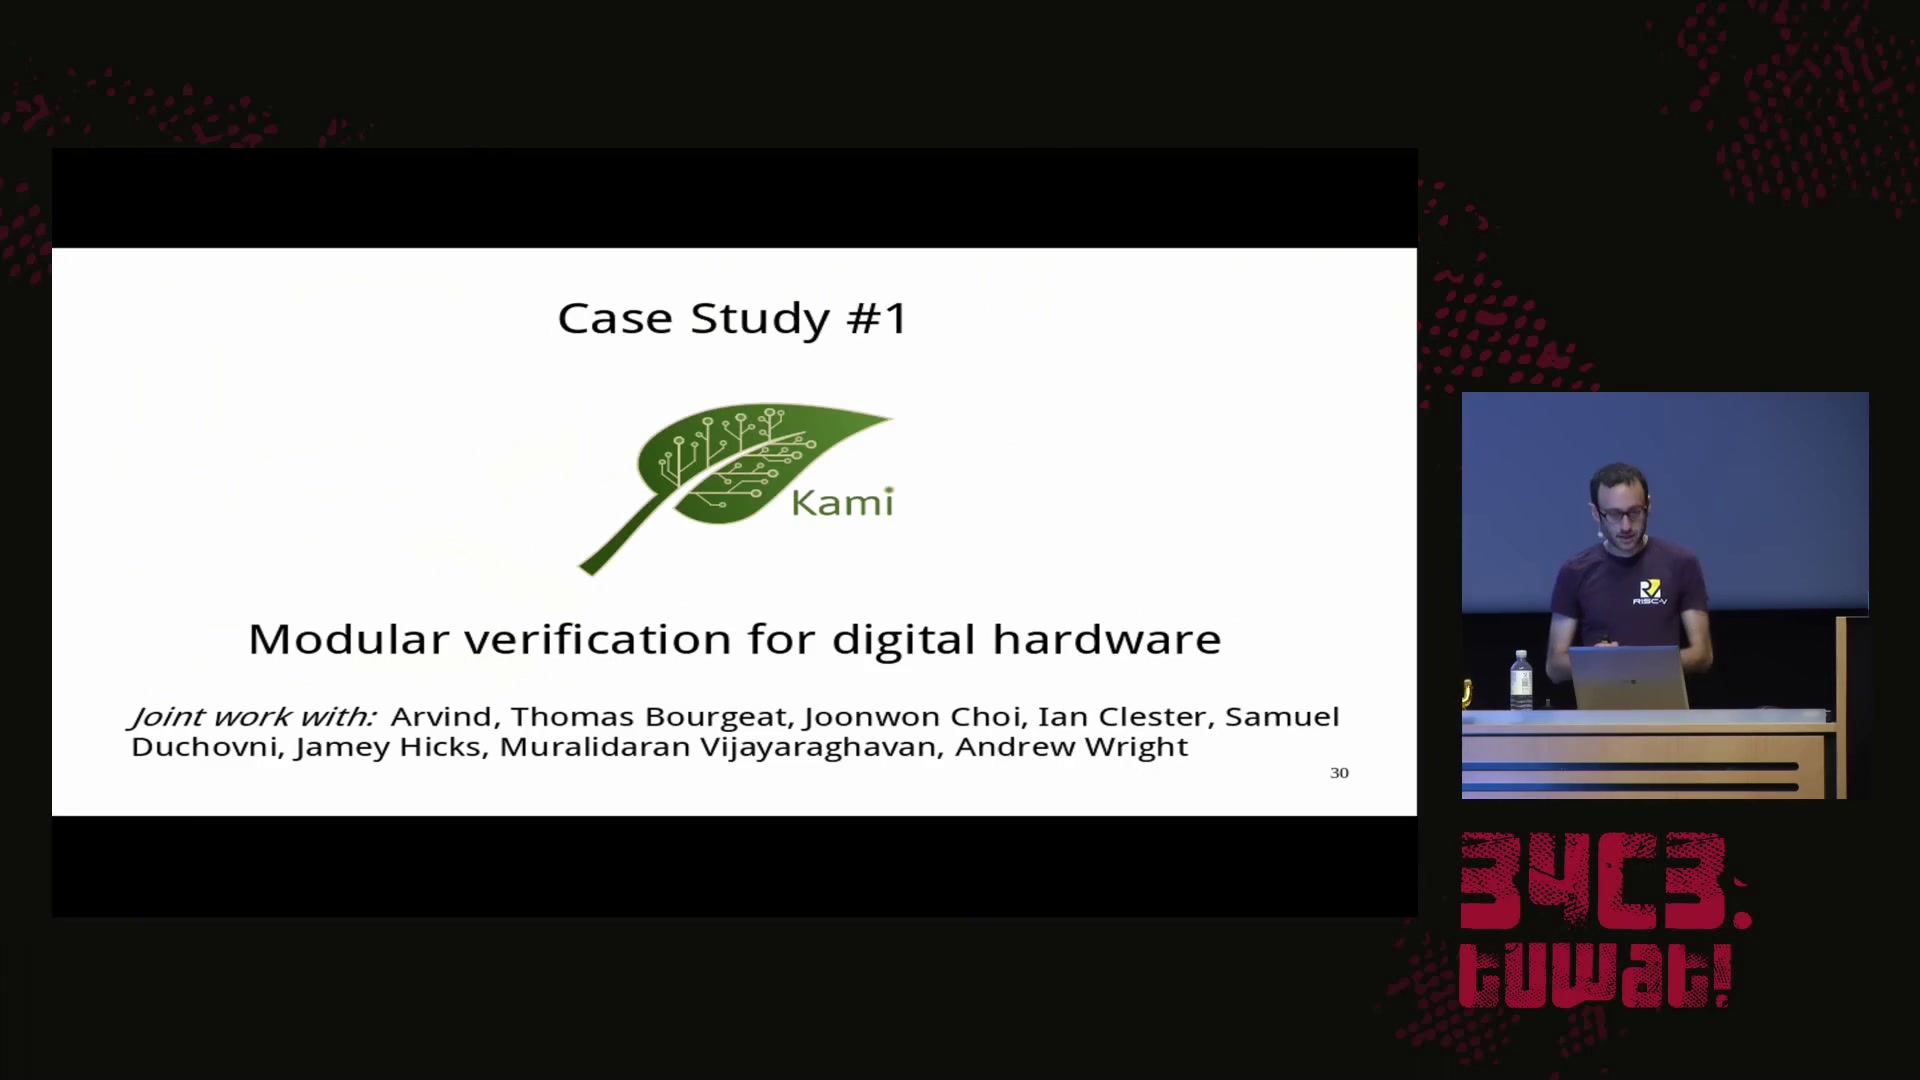 Case Study #1
Kami
Modular verification for digital hardware
Joint work with: Arvind, Thomas Bourgeat, Joonwon Choi, Ian Clester, Samuel
Duchovni, Jamey Hicks, Muralidaran Vijayaraghavan, Andrew Wright
30
RISC-V
34C3.
tuwat!